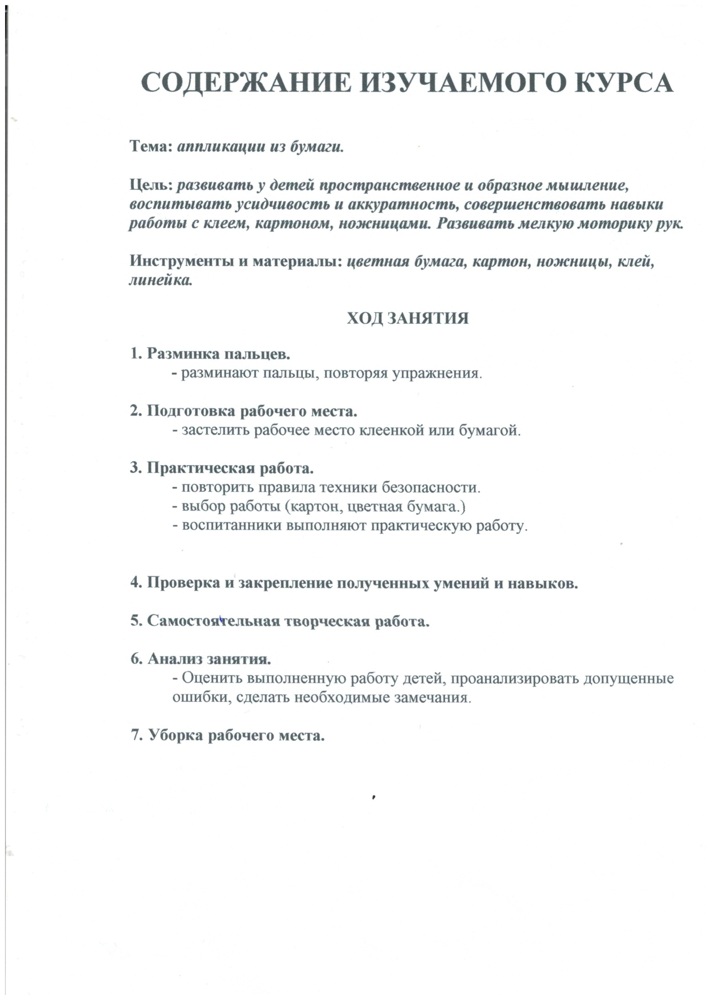 СОДЕРЖАНИЕ ИЗУЧАЕМОГО КУРСА
Тема: аппликации из бумаги.
Цель: развивать у детей пространственное и образное мышление,
воспитывать усидчивость и аккуратность, совершенствовать навыки
работы с клеем, картоном, ножницами. Развивать мелкую моторику рук.
Инструменты и материалы: цветная бумага, картон, ножницы, клей,
линейка.
ХОД ЗАНЯТИЯ
1. Разминка пальцев.
- разминают пальцы, повторяя упражнения.
2. Подготовка рабочего места.
- застелить рабочее место клеенкой или бумагой.
3. Практическая работа.
- повторить правила техники безопасности.
- выбор работы (картон, цветная бумага.)
- воспитанники выполняют практическую работу.
4. Проверка и закрепление полученных умений и навыков.
5. Самостоятельная творческая работа.
6. Анализ занятия.
- Оценить выполненную работу детей, проанализировать допущенные
ошибки, сделать необходимые замечания.
7. Уборка рабочего места.